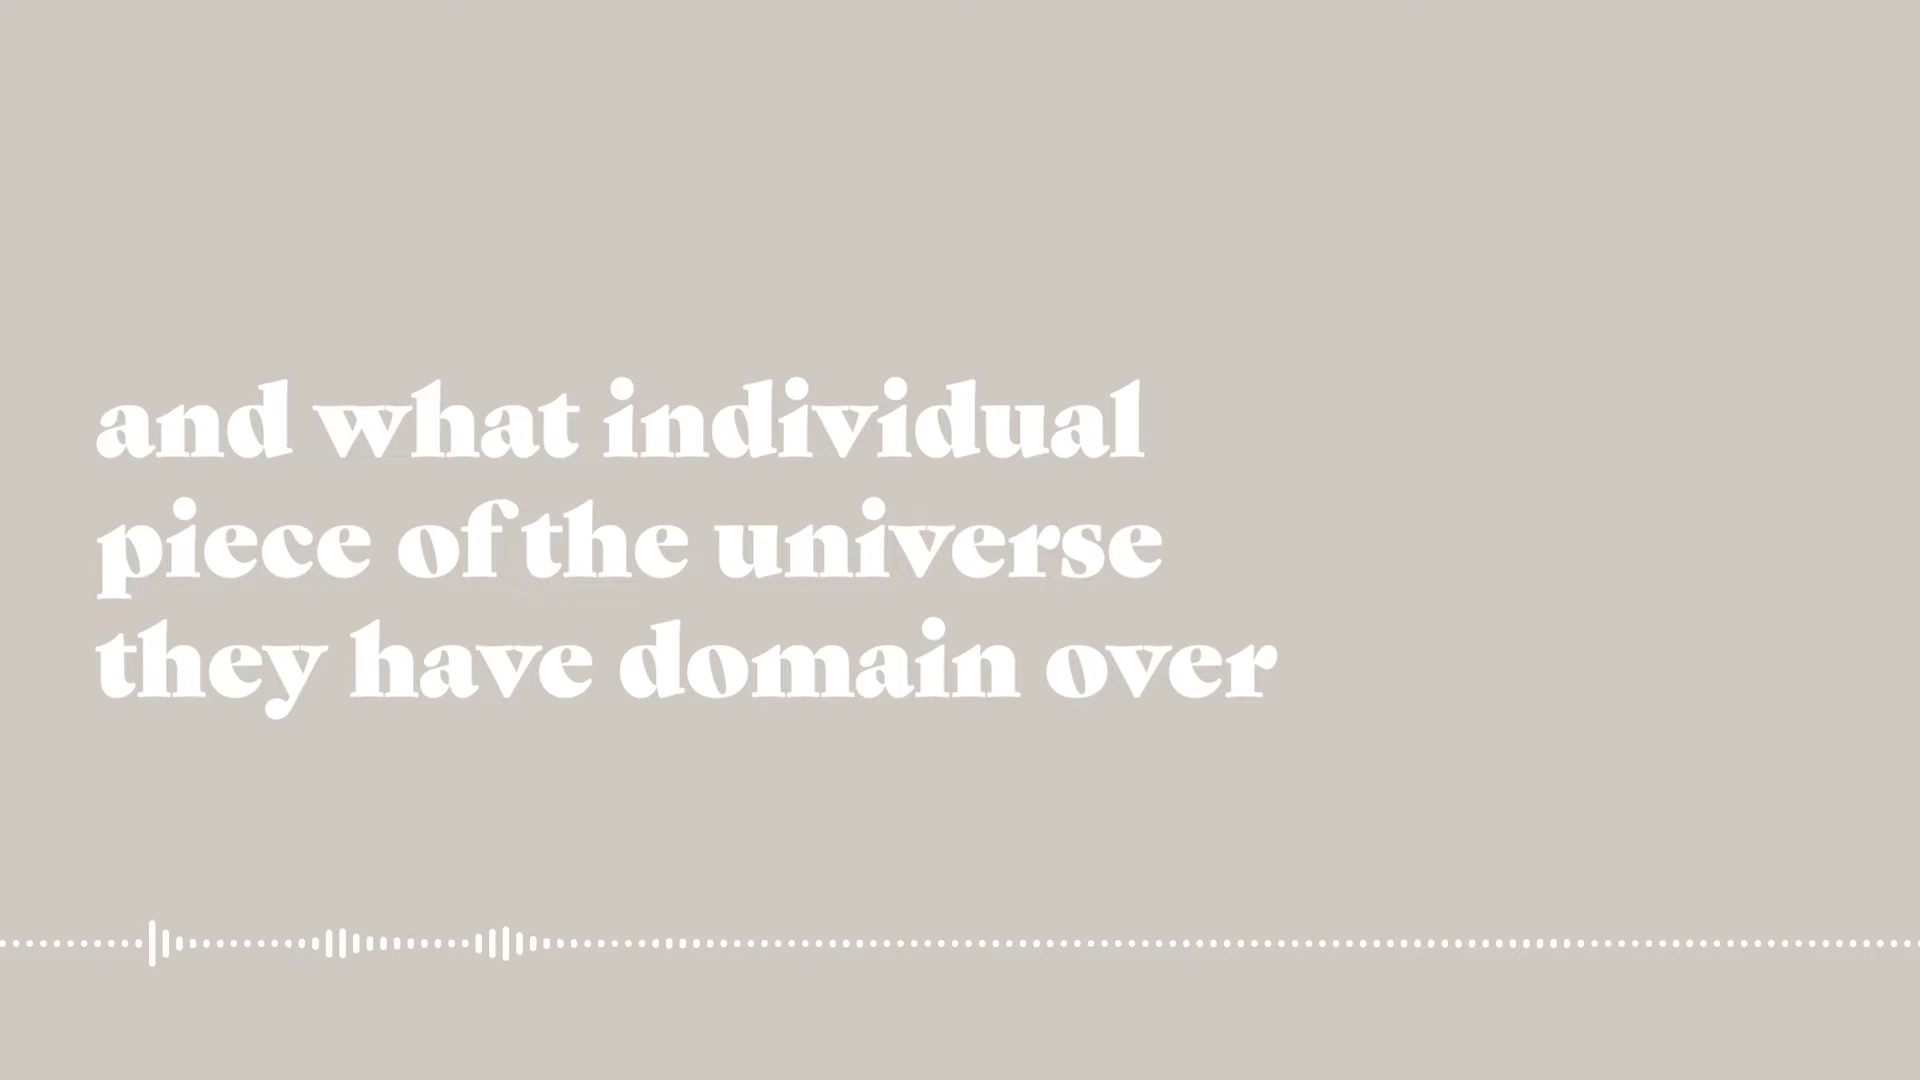 and what individual
piece of the universe
they have domain over